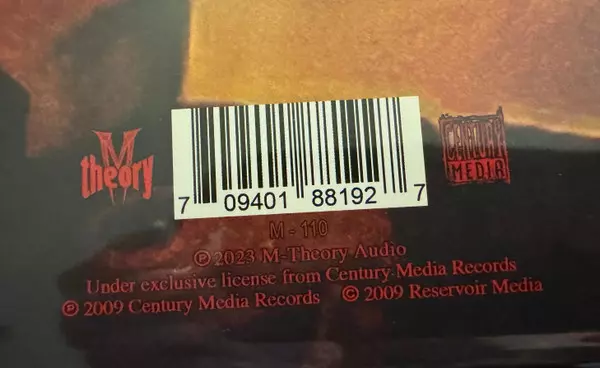 M
theory
CENTURY
MEDIA
7 09401 88192 7
M - 110
℗ 2023 M-Theory Audio
Under exclusive license from Century Media Records
℗ 2009 Century Media Records © 2009 Reservoir Media